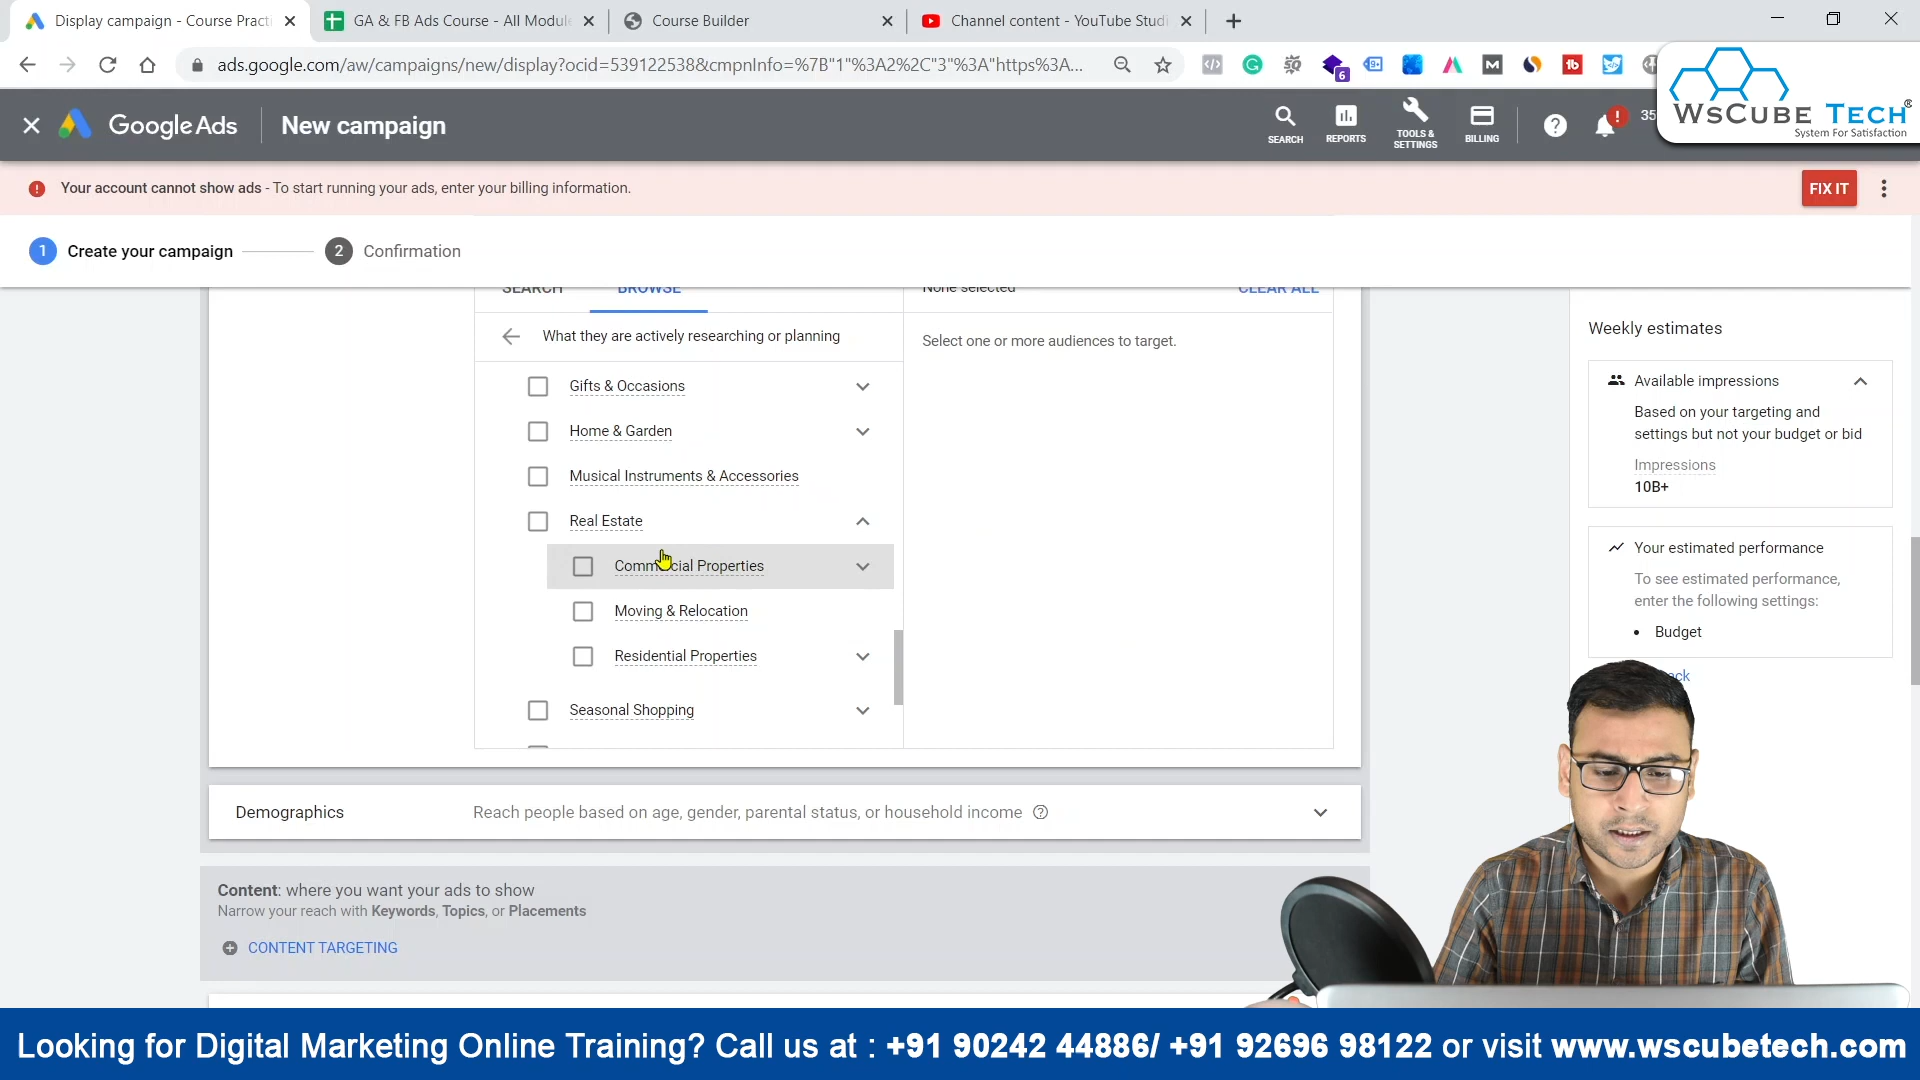 Display campaign - Course Practi
GA & FB Ads Course - All Module
Course Builder
Channel content - YouTube Studi
ads.google.com/aw/campaigns/new/display?ocid=539122538&cmpnInfo=%7B"1"%3A2%2C"3"%3A"https%3A...
6
WsCube Tech®
System For Satisfaction
Google Ads
New campaign
SEARCH
REPORTS
TOOLS & SETTINGS
BILLING
Your account cannot show ads - To start running your ads, enter your billing information.
FIX IT
1 Create your campaign
2 Confirmation
SEARCH
BROWSE
None selected
CLEAR ALL
What they are actively researching or planning
Select one or more audiences to target.
Gifts & Occasions
Home & Garden
Musical Instruments & Accessories
Real Estate
Commercial Properties
Moving & Relocation
Residential Properties
Seasonal Shopping
Weekly estimates
Available impressions
Based on your targeting and
settings but not your budget or bid
Impressions
10B+
Your estimated performance
To see estimated performance,
enter the following settings:
• Budget
Demographics
Reach people based on age, gender, parental status, or household income
Content: where you want your ads to show
Narrow your reach with Keywords, Topics, or Placements
CONTENT TARGETING
Looking for Digital Marketing Online Training? Call us at : +91 90242 44886/ +91 92696 98122 or visit www.wscubetech.com